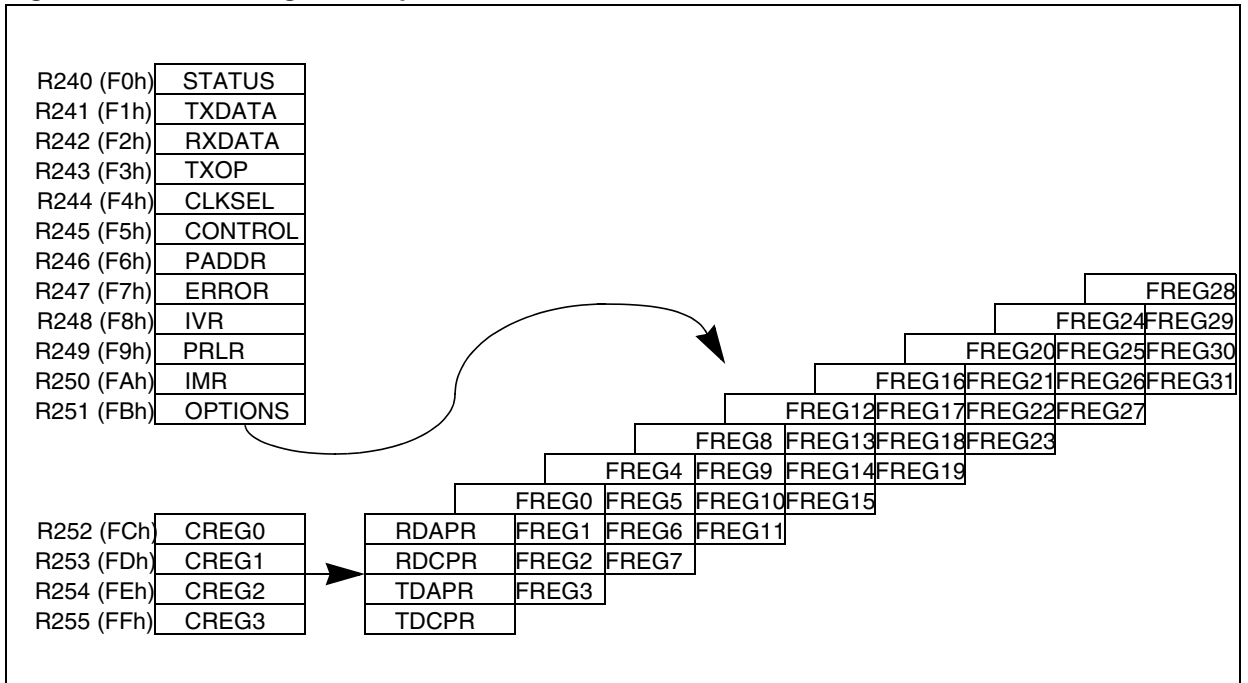 R240 (F0h) STATUS
R241 (F1h) TXDATA
R242 (F2h) RXDATA
R243 (F3h) TXOP
R244 (F4h) CLKSEL
R245 (F5h) CONTROL
R246 (F6h) PADDR
R247 (F7h) ERROR FREG28
R248 (F8h) IVR FREG24 FREG29
R249 (F9h) PRLR FREG20 FREG25 FREG30
R250 (FAh) IMR FREG16 FREG21 FREG26 FREG31
R251 (FBh) OPTIONS FREG12 FREG17 FREG22 FREG27
FREG8 FREG13 FREG18 FREG23
FREG4 FREG9 FREG14 FREG19
FREG0 FREG5 FREG10 FREG15
R252 (FCh) CREG0 RDAPR FREG1 FREG6 FREG11
R253 (FDh) CREG1 RDCPR FREG2 FREG7
R254 (FEh) CREG2 TDAPR FREG3
R255 (FFh) CREG3 TDCPR